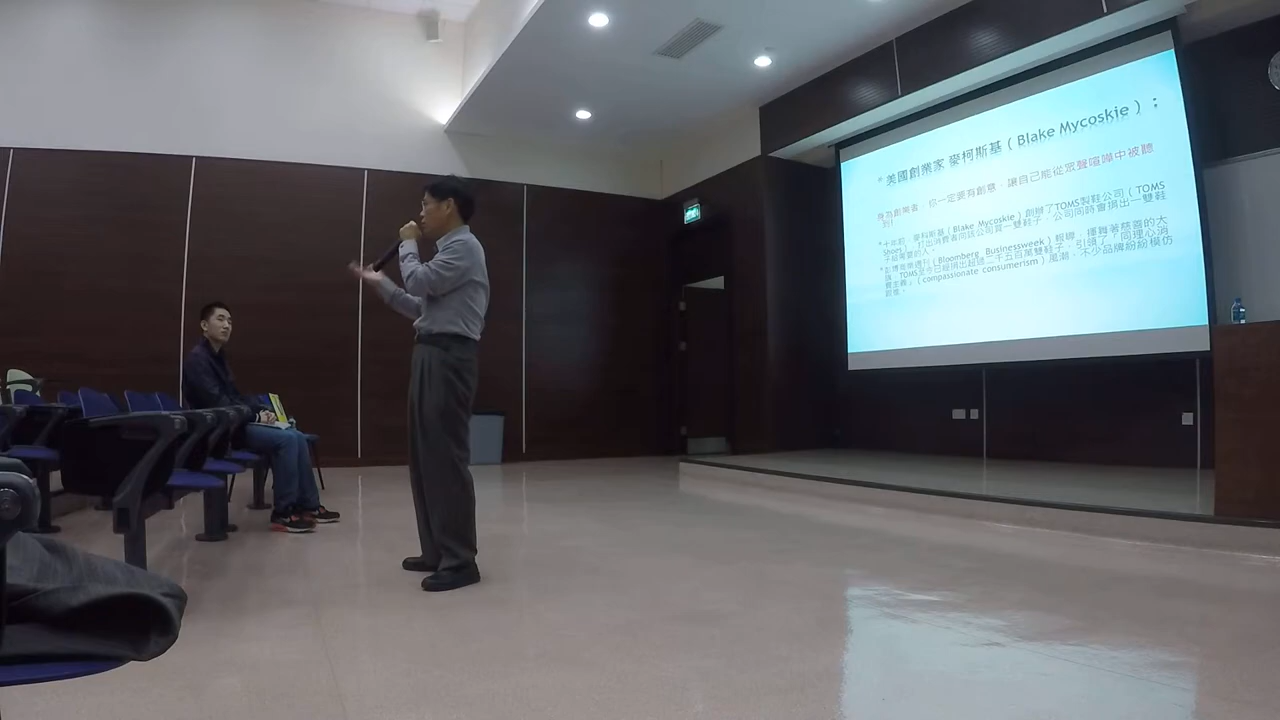 * 美國創業家 麥柯斯基 ( Blake Mycoskie ) ：
身為創業者，你一定要有創意，讓自己能從眾聲喧嘩中被聽
到!
* 十年前，麥科斯基 ( Blake Mycoskie ) 創辦了TOMS製鞋公司 ( TOMS
Shoes )，打出消費者向該公司買一雙鞋子，公司同時會捐出一雙鞋
子給需要的人。
* 彭博商業週刊 ( Bloomberg Businessweek ) 報導，揮舞著慈善的大
旗，TOMS至今已經捐出超過二千五百萬雙鞋子，引領了「同理心消
費主義」 ( compassionate consumerism ) 風潮，不少品牌紛紛模仿